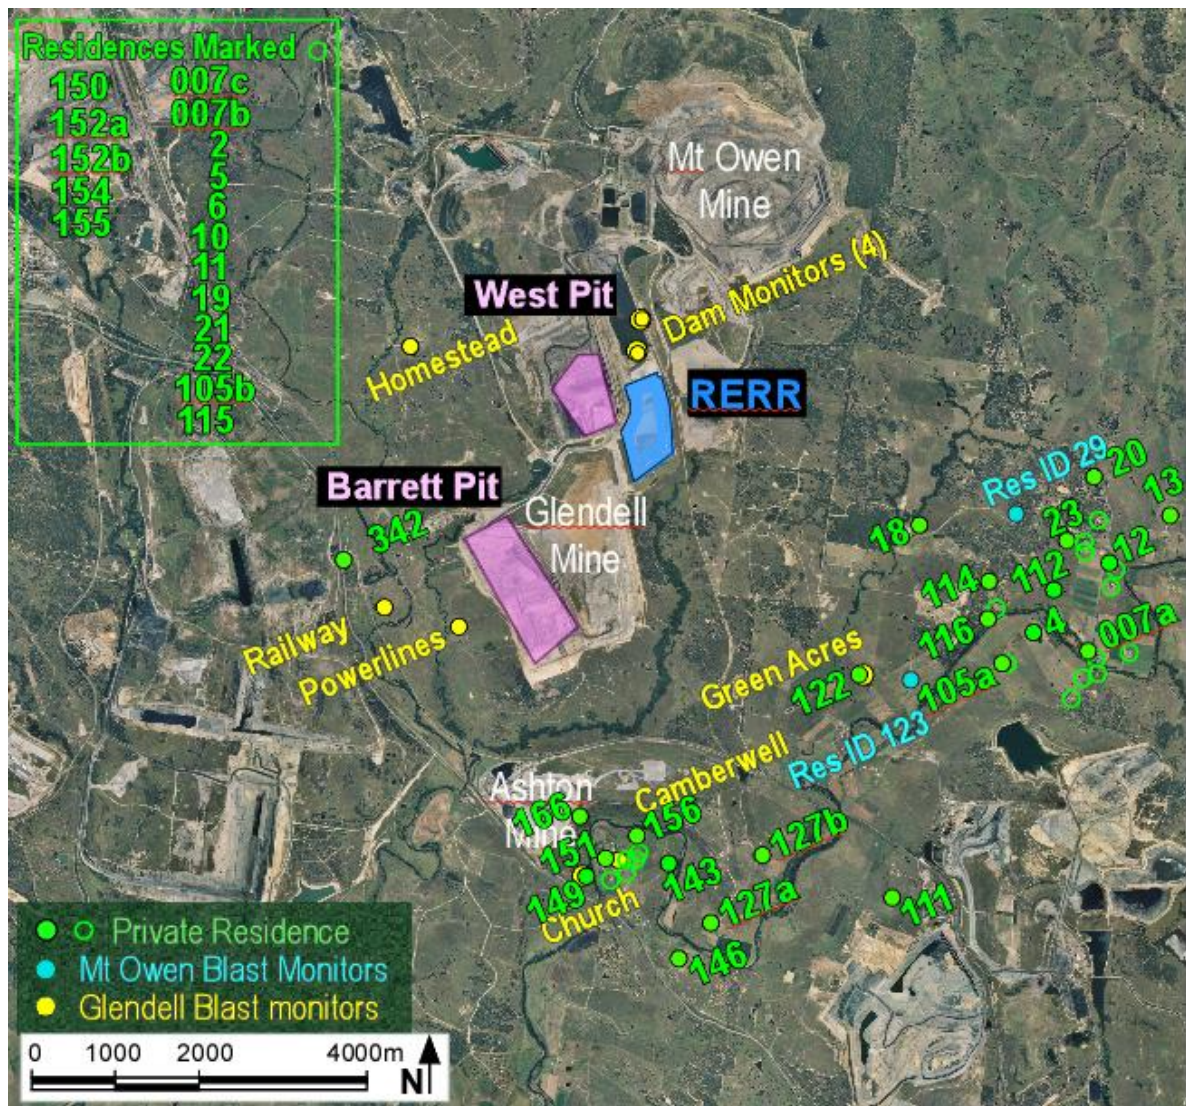 Residences Marked
150
152a
152b
154
155
007c
007b
2
5
6
10
11
19
21
22
105b
115
Mt Owen
Mine
West Pit
Dam Monitors (4)
Homestead
RERR
Barrett Pit
342
Glendell
Mine
Railway
Powerlines
Res ID 29
20
13
18
23
12
114
112
116
4
007a
Green Acres
122
105a
Res ID 123
Ashton
Mine
Camberwell
166
156
151
127b
149
143
Church
127a
111
146
Private Residence
Mt Owen Blast Monitors
Glendell Blast monitors
0 1000 2000 4000m
N